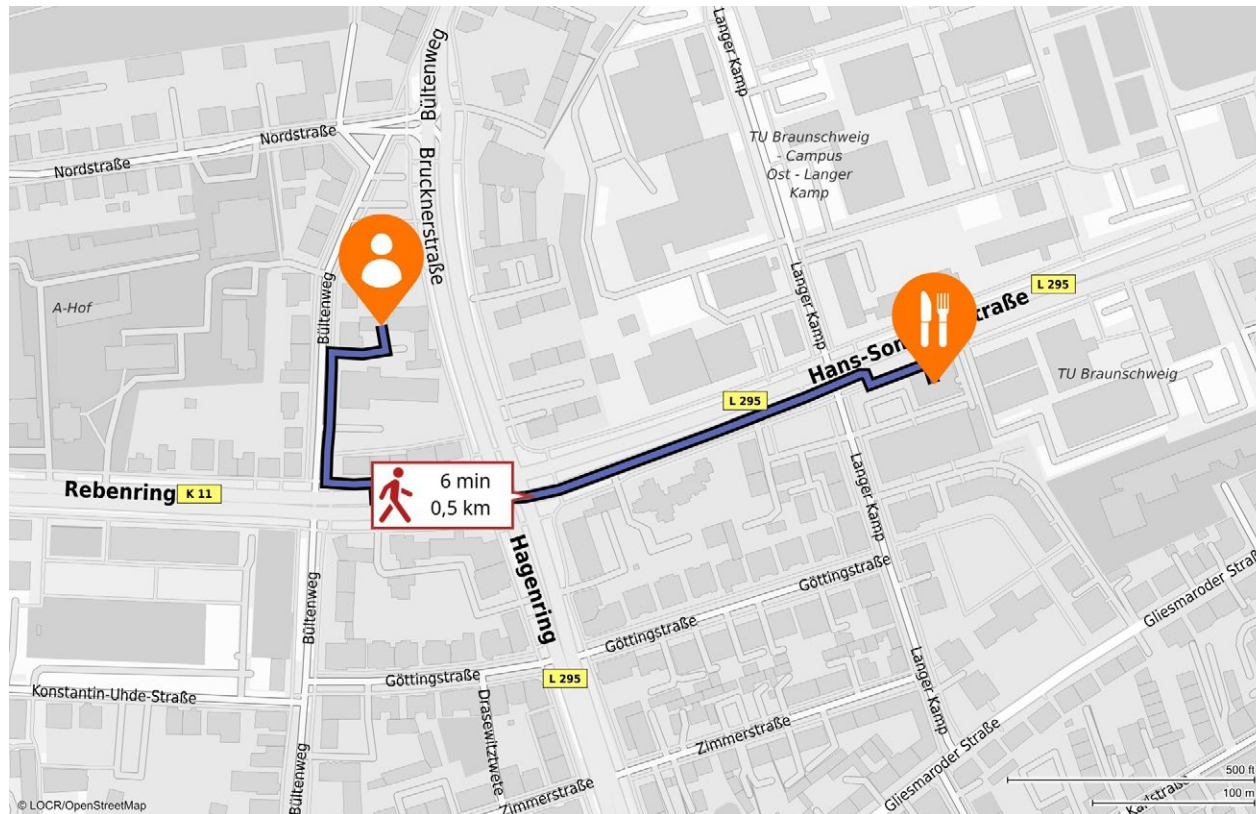 Bültenweg
Langer Kamp
Nordstraße
Nordstraße
Brucknerstraße
TU Braunschweig
- Campus
Ost - Langer
Kamp
Bültenweg
Langer Kamp
L 295
A-Hof
Hans-Son
straße
TU Braunschweig
L 295
6 min
0,5 km
Rebenring
K 11
Langer Kamp
Hagenring
Göttingstraße
Bültenweg
Göttingstraße
Gliesmaroder Straße
Langer Kamp
Göttingstraße
L 295
Konstantin-Uhde-Straße
Drasewitztwete
Zimmerstraße
Gliesmaroder Straße
Bültenweg
Zimmerstraße
500 ft
100 m
© LOCR/OpenStreetMap